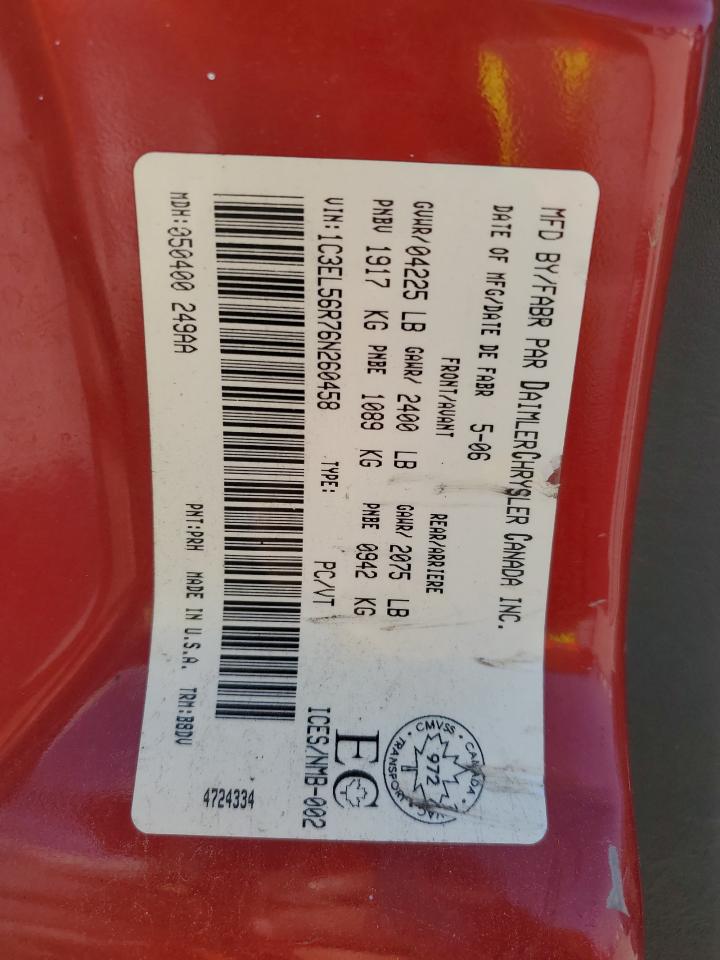 MFD BY/FABR PAR DAIMLERCHRYSLER CANADA INC.
DATE OF MFG/DATE DE FABR 5-06
FRONT/AVANT REAR/ARRIERE
GVWR/04225 LB GAWR/ 2400 LB GAWR/ 2075 LB
PNBV 1917 KG PNBE 1089 KG PNBE 0942 KG
VIN:1C3EL56R76N260458 TYPE: PC/VT ICES/NMB-002
MDH:050400 249AA PNT:PRH MADE IN U.S.A. TRM:B8DV
4724334
CMVSS · CANADA
972
TRANSPORT
EC